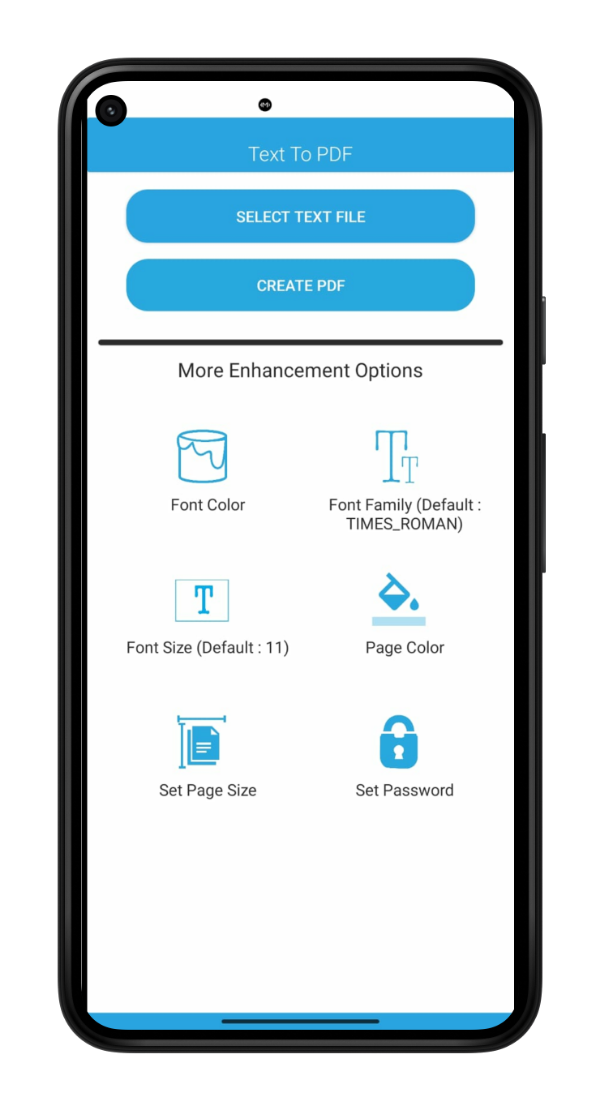 Text To PDF
SELECT TEXT FILE
CREATE PDF
More Enhancement Options
Font Color
Font Family (Default :
TIMES_ROMAN)
Font Size (Default : 11)
Page Color
Set Page Size
Set Password